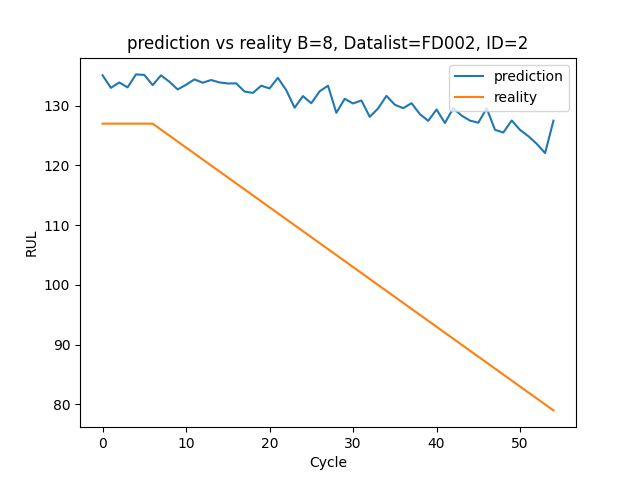 prediction vs reality B=8, Datalist=FD002, ID=2
prediction
reality
130
120
110
100
90
80
RUL
0 10 20 30 40 50
Cycle